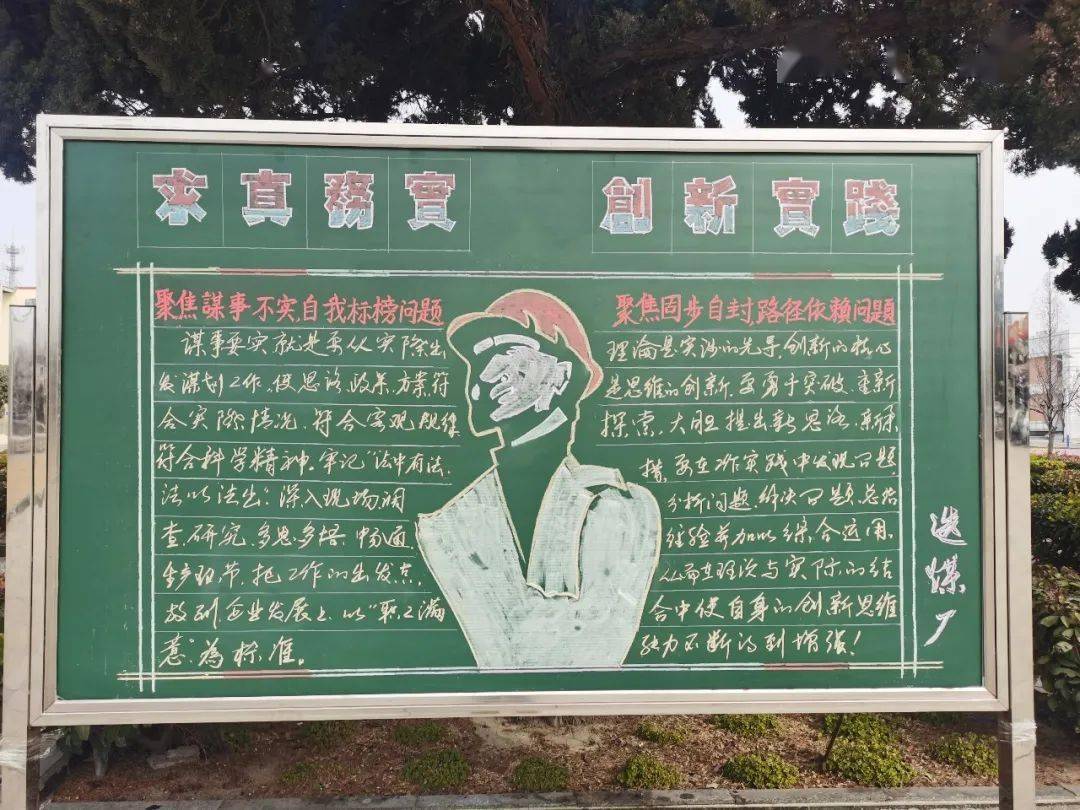 求真務實 創新實踐
聚焦謀事不实,自我标榜问题
谋事要实就是要从实际出
发谋划工作,使思路、政策、方案符
合实际情况、符合客观规律
符合科学精神。牢记“法中有法,
法以法出;深入现场调
查、研究、多思、多悟、
生产环节、把工作的出发点、
放到企业发展上、以“职工满
意”為标准。
聚焦固步自封,路径依赖问题
理論是实践的先导,创新的核心
是思维的创新,要勇于突破、重新
探索、大胆提出新思路、新举
措,要在工作实践中发现问题、
分析问题、解决问题,总结
经验并加以综合运用,
从而在理论与实际的结
合中使自身的创新思维
能力不断得到增强!
选煤厂